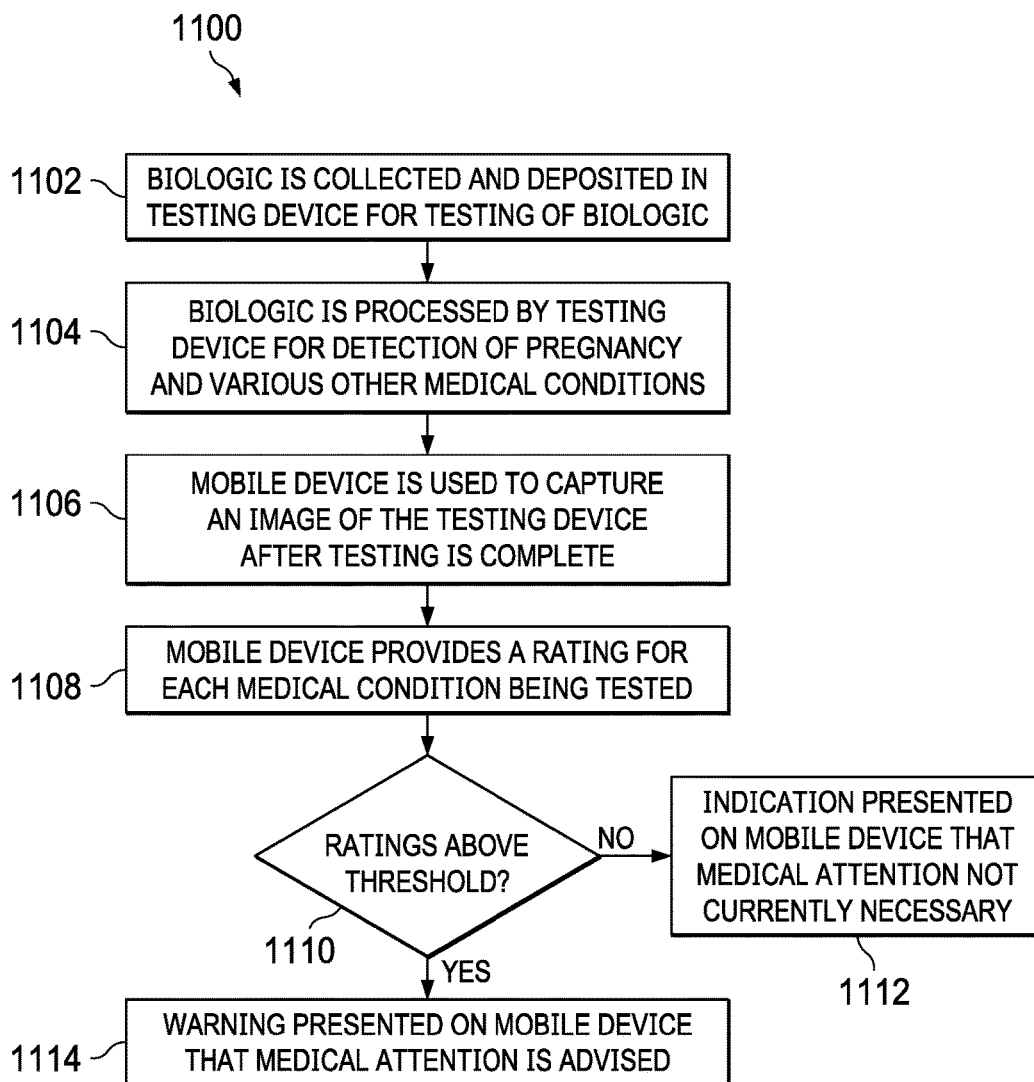 1100
1102
BIOLOGIC IS COLLECTED AND DEPOSITED IN
TESTING DEVICE FOR TESTING OF BIOLOGIC
1104
BIOLOGIC IS PROCESSED BY TESTING
DEVICE FOR DETECTION OF PREGNANCY
AND VARIOUS OTHER MEDICAL CONDITIONS
1106
MOBILE DEVICE IS USED TO CAPTURE
AN IMAGE OF THE TESTING DEVICE
AFTER TESTING IS COMPLETE
1108
MOBILE DEVICE PROVIDES A RATING FOR
EACH MEDICAL CONDITION BEING TESTED
RATINGS ABOVE
THRESHOLD?
1110
NO
INDICATION PRESENTED
ON MOBILE DEVICE THAT
MEDICAL ATTENTION NOT
CURRENTLY NECESSARY
1112
YES
1114
WARNING PRESENTED ON MOBILE DEVICE
THAT MEDICAL ATTENTION IS ADVISED